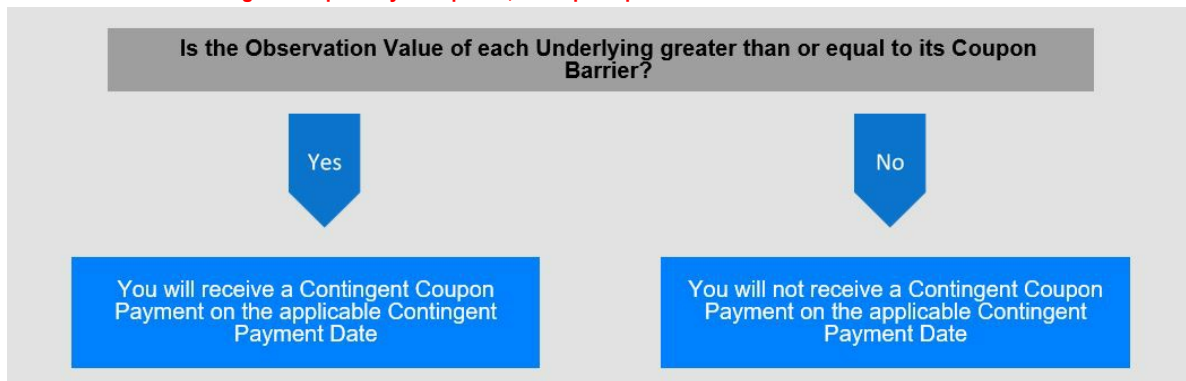 Is the Observation Value of each Underlying greater than or equal to its Coupon
Barrier?
Yes
No
You will receive a Contingent Coupon
Payment on the applicable Contingent
Payment Date
You will not receive a Contingent Coupon
Payment on the applicable Contingent
Payment Date